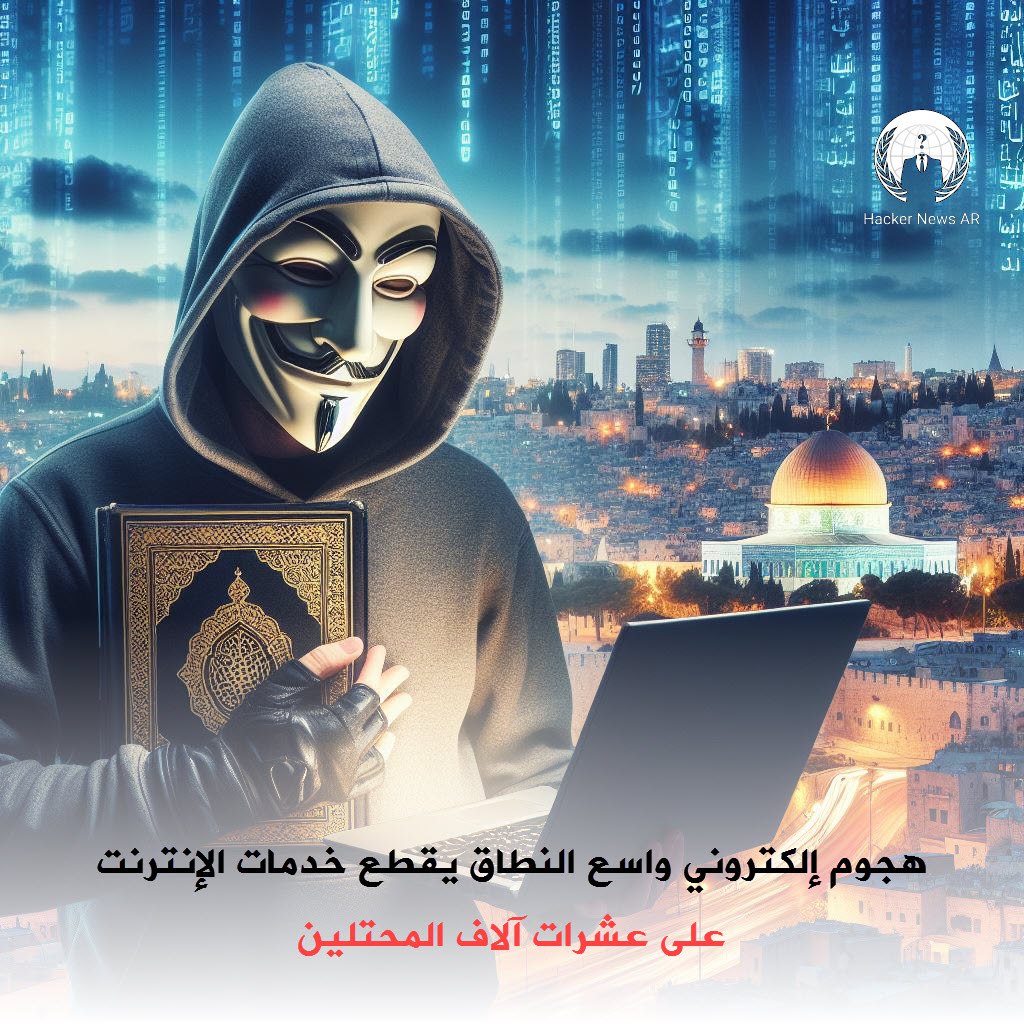 Hacker News AR
هجوم إلكتروني واسع النطاق يقطع خدمات الإنترنت
على عشرات آلاف المحتلين